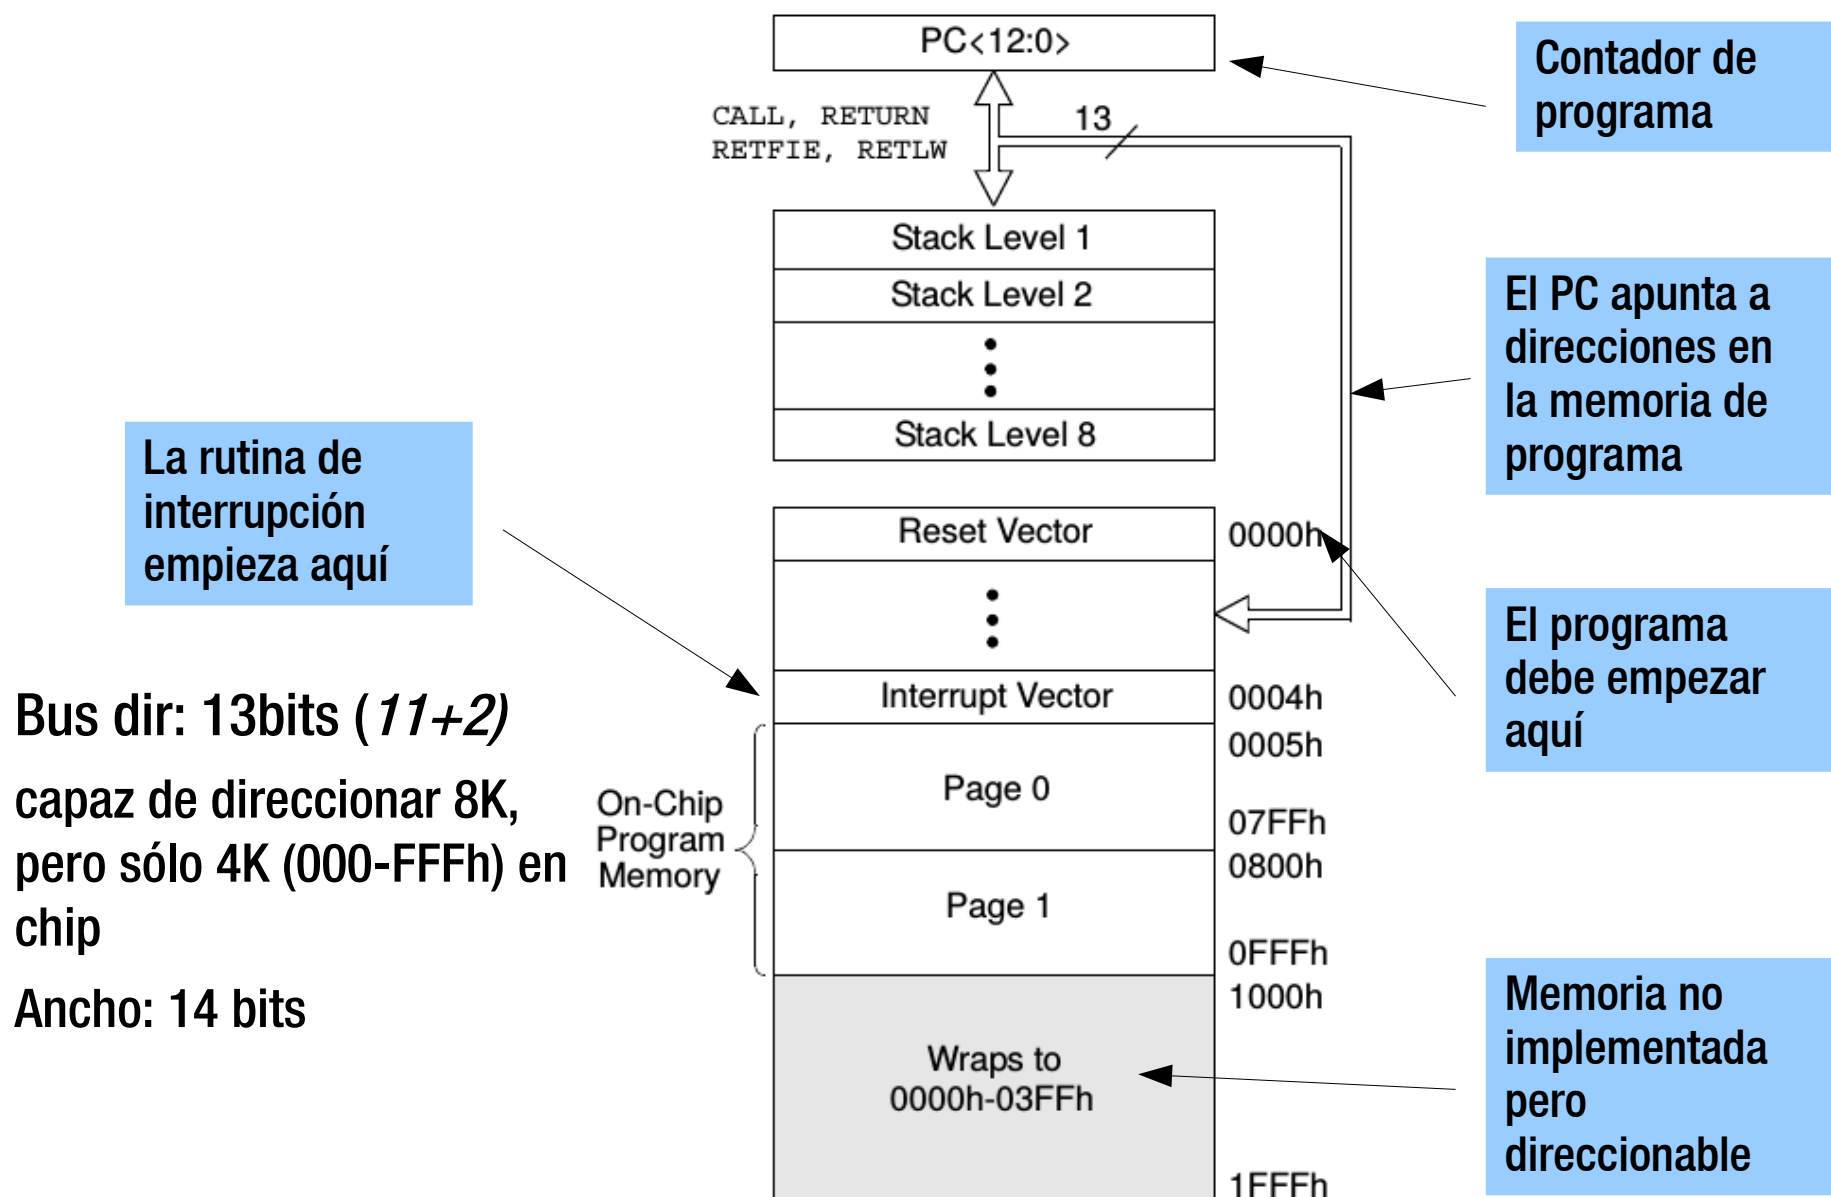 PC<12:0>
Contador de
programa
CALL, RETURN
RETFIE, RETLW
13
Stack Level 1
Stack Level 2
Stack Level 8
El PC apunta a
direcciones en
la memoria de
programa
La rutina de
interrupción
empieza aquí
Reset Vector
0000h
Interrupt Vector
0004h
El programa
debe empezar
aquí
Bus dir: 13bits (11+2)
capaz de direccionar 8K,
pero sólo 4K (000-FFFh) en
chip
Ancho: 14 bits
On-Chip
Program
Memory
0005h
Page 0
07FFh
0800h
Page 1
0FFFh
1000h
Wraps to
0000h-03FFh
1FFFh
Memoria no
implementada
pero
direccionable